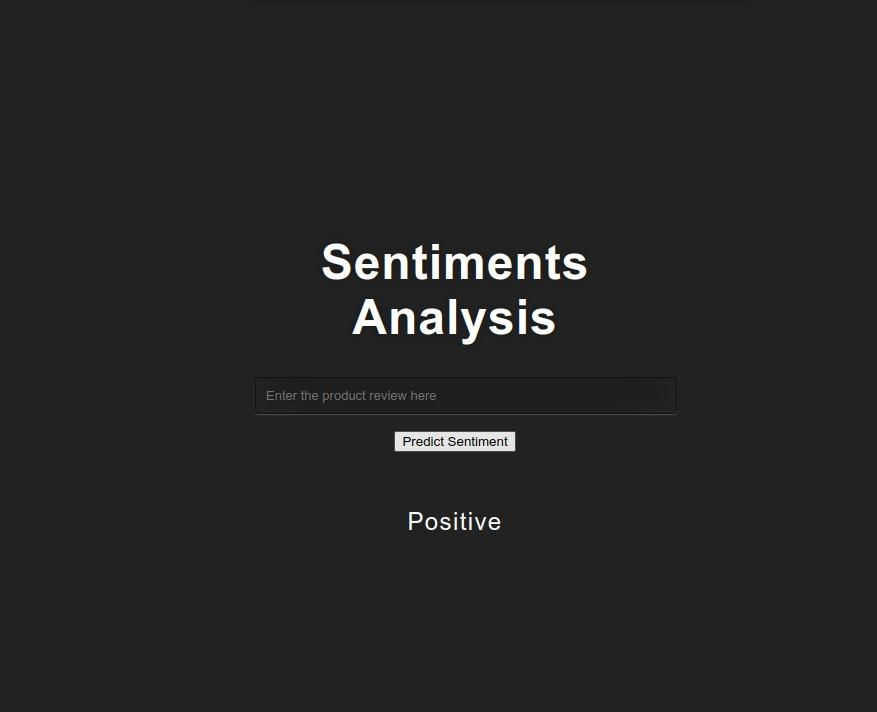 Sentiments
Analysis
Enter the product review here
Predict Sentiment
Positive